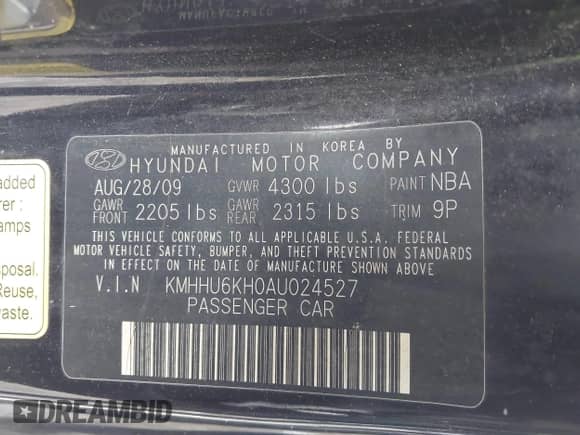 MANUFACTURED IN KOREA BY
HYUNDAI MOTOR COMPANY
AUG/28/09 GVWR 4300 lbs PAINT NBA
GAWR FRONT 2205 lbs GAWR REAR 2315 lbs TRIM 9P
THIS VEHICLE CONFORMS TO ALL APPLICABLE U.S.A. FEDERAL
MOTOR VEHICLE SAFETY, BUMPER, AND THEFT PREVENTION STANDARDS
IN EFFECT ON THE DATE OF MANUFACTURE SHOWN ABOVE.
V.I.N KMHHU6KH0AU024527
PASSENGER CAR
added
rer :
amps
posal.
Reuse,
waste.
DREAMBID